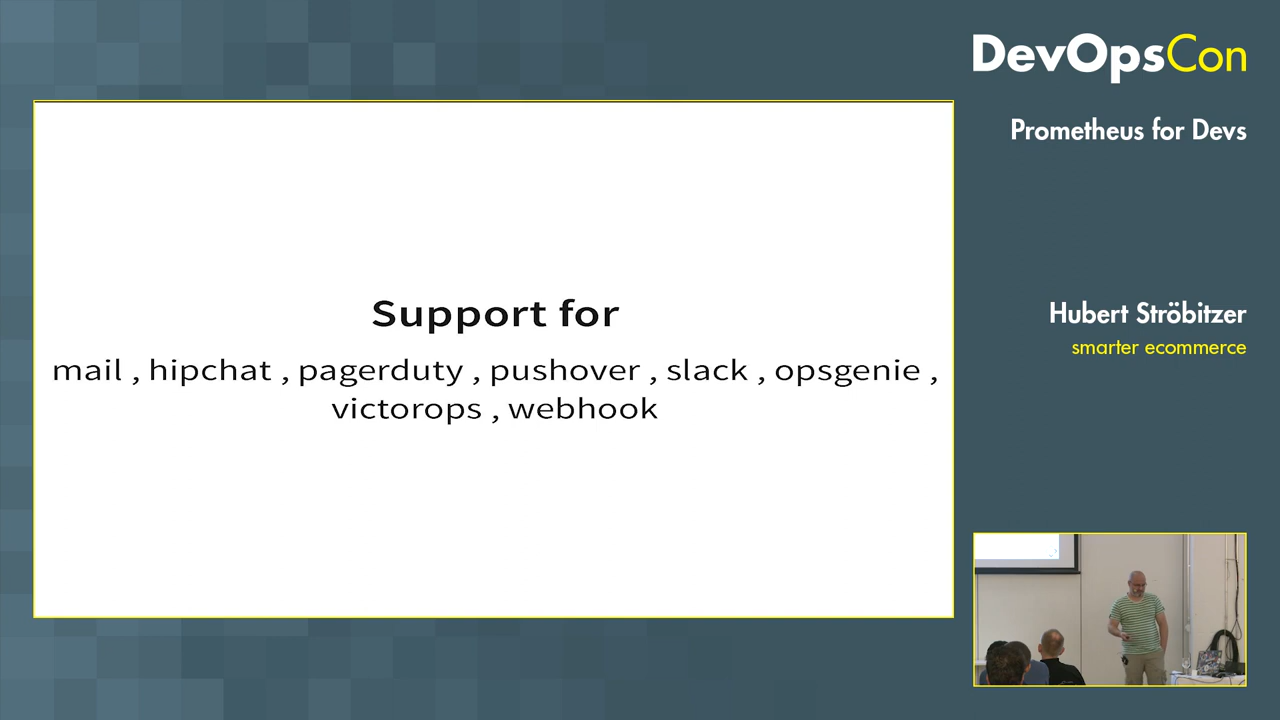 DevOpsCon
Prometheus for Devs
Support for
mail , hipchat , pagerduty , pushover , slack , opsgenie ,
victorops , webhook
Hubert Ströbitzer
smarter ecommerce